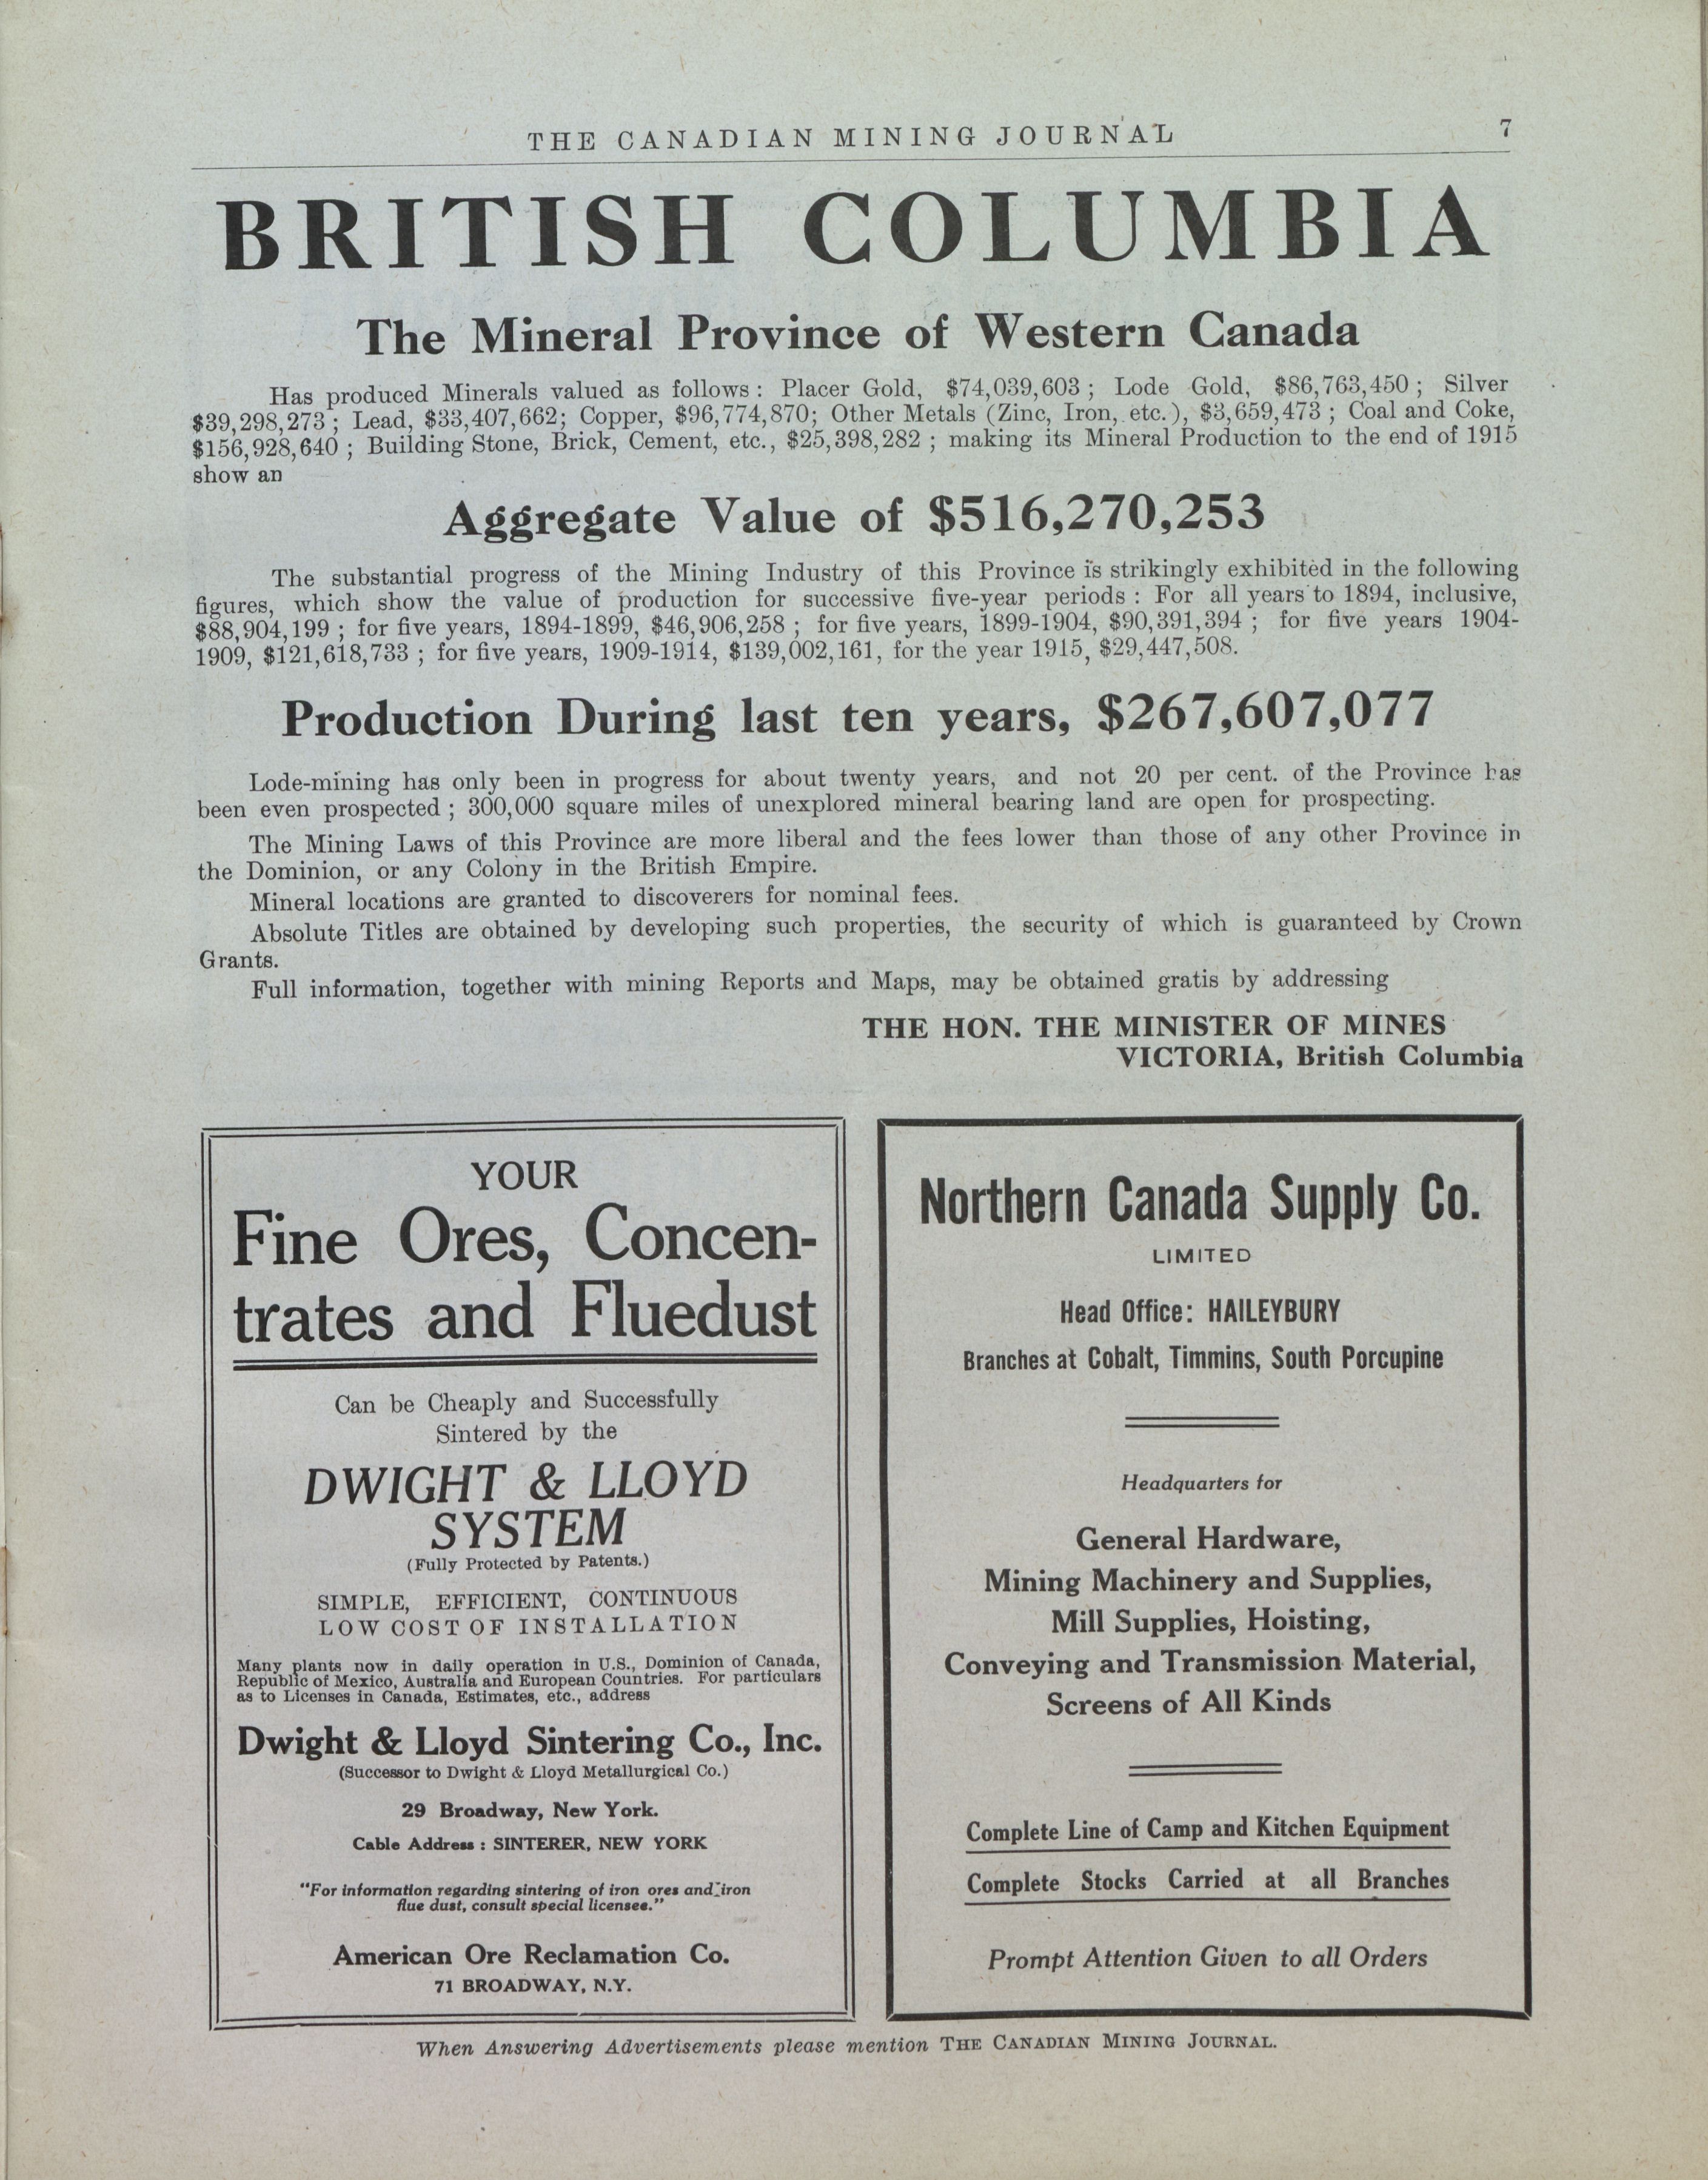 THE CANADIAN MINING JOURNAL 7
BRITISH COLUMBIA
The Mineral Province of Western Canada
Has produced Minerals valued as follows : Placer Gold, $74,039,603 ; Lode Gold, $86,763,450 ; Silver
$39,298,273 ; Lead, $33,407,662; Copper, $96,774,870; Other Metals (Zinc, Iron, etc.), $3,659,473 ; Coal and Coke,
$156,928,640 ; Building Stone, Brick, Cement, etc., $25,398,282 ; making its Mineral Production to the end of 1915
show an
Aggregate Value of $516,270,253
The substantial progress of the Mining Industry of this Province is strikingly exhibited in the following
figures, which show the value of production for successive five-year periods : For all years to 1894, inclusive,
$88,904,199 ; for five years, 1894-1899, $46,906,258 ; for five years, 1899-1904, $90,391,394 ; for five years 1904-
1909, $121,618,733 ; for five years, 1909-1914, $139,002,161, for the year 1915, $29,447,508.
Production During last ten years, $267,607,077
Lode-mining has only been in progress for about twenty years, and not 20 per cent. of the Province has
been even prospected ; 300,000 square miles of unexplored mineral bearing land are open for prospecting.
The Mining Laws of this Province are more liberal and the fees lower than those of any other Province in
the Dominion, or any Colony in the British Empire.
Mineral locations are granted to discoverers for nominal fees.
Absolute Titles are obtained by developing such properties, the security of which is guaranteed by Crown
Grants.
Full information, together with mining Reports and Maps, may be obtained gratis by addressing
THE HON. THE MINISTER OF MINES
VICTORIA, British Columbia
YOUR
Fine Ores, Concen-
trates and Fluedust
Can be Cheaply and Successfully
Sintered by the
DWIGHT & LLOYD
SYSTEM
(Fully Protected by Patents.)
SIMPLE, EFFICIENT, CONTINUOUS
LOW COST OF INSTALLATION
Many plants now in daily operation in U.S., Dominion of Canada,
Republic of Mexico, Australia and European Countries. For particulars
as to Licenses in Canada, Estimates, etc., address
Dwight & Lloyd Sintering Co., Inc.
(Successor to Dwight & Lloyd Metallurgical Co.)
29 Broadway, New York.
Cable Address : SINTERER, NEW YORK
"For information regarding sintering of iron ores and iron
flue dust, consult special licensee."
American Ore Reclamation Co.
71 BROADWAY, N.Y.
Northern Canada Supply Co.
LIMITED
Head Office: HAILEYBURY
Branches at Cobalt, Timmins, South Porcupine
Headquarters for
General Hardware,
Mining Machinery and Supplies,
Mill Supplies, Hoisting,
Conveying and Transmission Material,
Screens of All Kinds
Complete Line of Camp and Kitchen Equipment
Complete Stocks Carried at all Branches
Prompt Attention Given to all Orders
When Answering Advertisements please mention THE CANADIAN MINING JOURNAL.